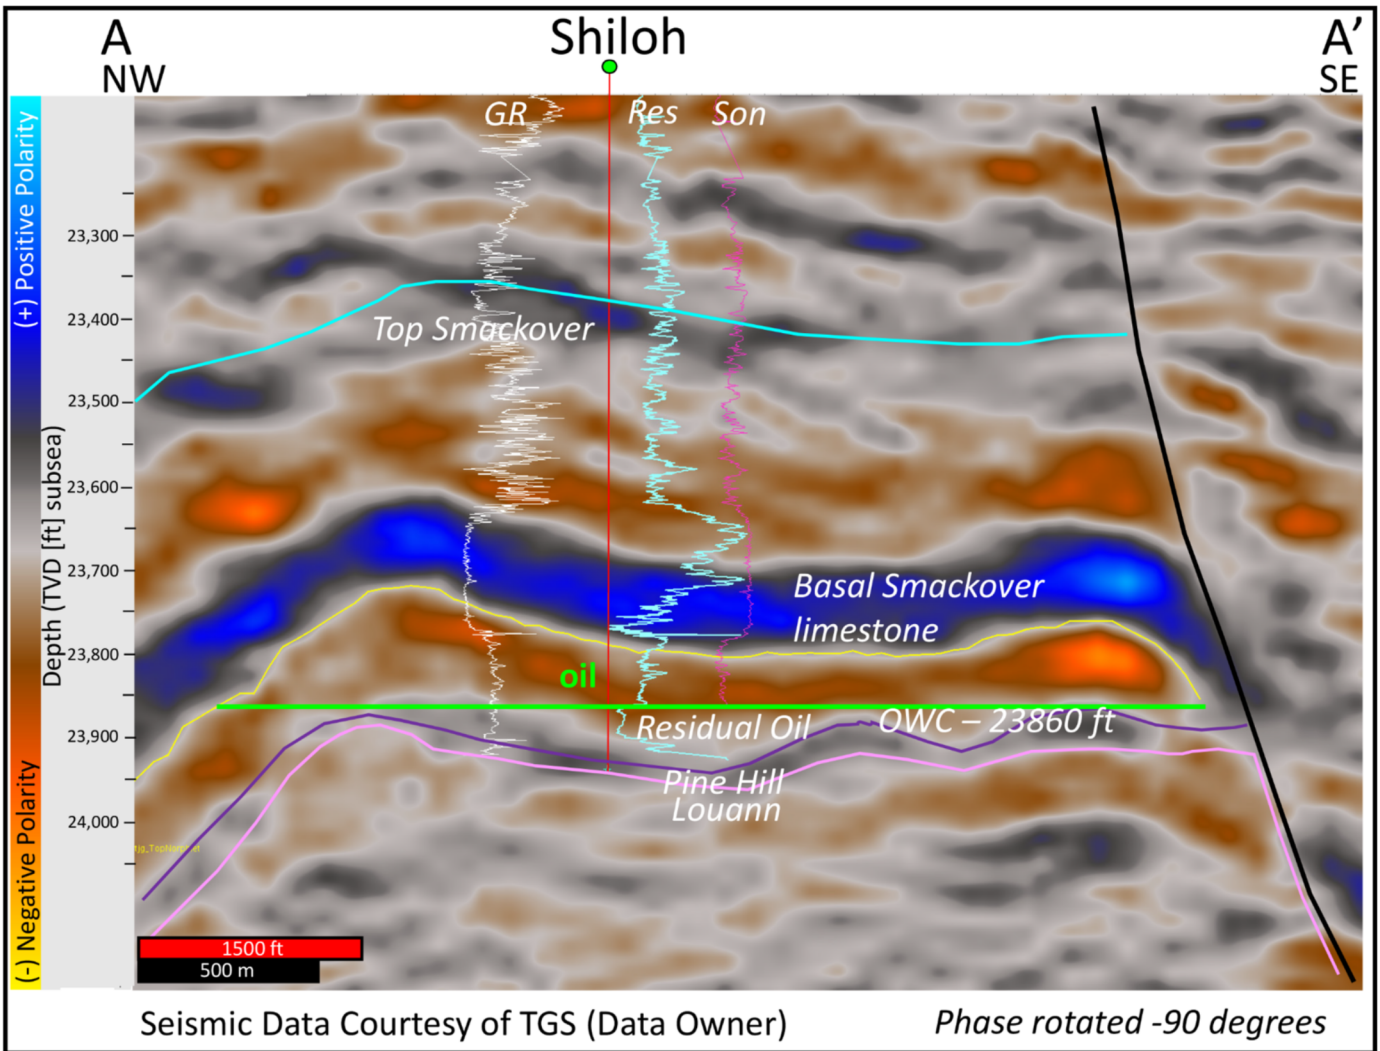 A
NW
Shiloh
A’
SE
GR
Res
Son
(+) Positive Polarity
(-) Negative Polarity
Depth (TVD [ft] subsea)
23,300
23,400
23,500
23,600
23,700
23,800
23,900
24,000
Top Smackover
Basal Smackover
limestone
oil
Residual Oil
OWC – 23860 ft
Pine Hill
Louann
1500 ft
500 m
Seismic Data Courtesy of TGS (Data Owner)
Phase rotated -90 degrees